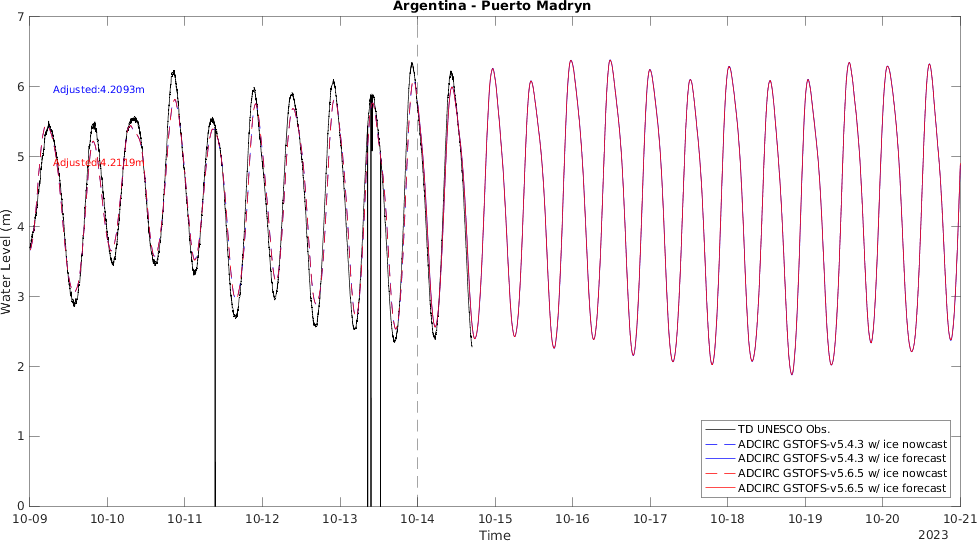 Argentina - Puerto Madryn
7
6
5
4
3
2
1
0
Water Level (m)
Adjusted:4.2093m
Adjusted:4.2119m
TD UNESCO Obs.
ADCIRC GSTOFS-v5.4.3 w/ ice nowcast
ADCIRC GSTOFS-v5.4.3 w/ ice forecast
ADCIRC GSTOFS-v5.6.5 w/ ice nowcast
ADCIRC GSTOFS-v5.6.5 w/ ice forecast
10-09 10-10 10-11 10-12 10-13 10-14 10-15 10-16 10-17 10-18 10-19 10-20 10-21
Time
2023